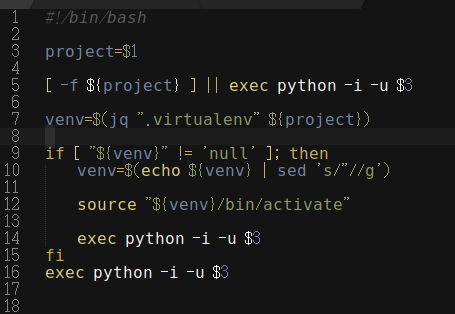 1 #!/bin/bash
2
3 project=$1
4
5 [ -f ${project} ] || exec python -i -u $3
6
7 venv=$(jq ".virtualenv" ${project})
8
9 if [ "${venv}" != 'null' ]; then
10     venv=$(echo ${venv} | sed 's/"//g')
11
12     source "${venv}/bin/activate"
13
14     exec python -i -u $3
15 fi
16 exec python -i -u $3
17
18